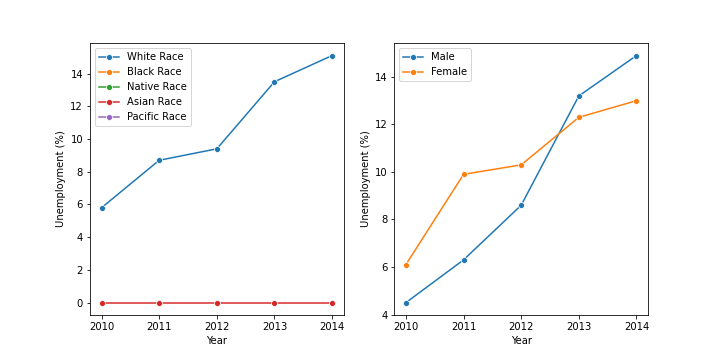 White Race
Black Race
Native Race
Asian Race
Pacific Race
14
12
10
8
6
4
2
0
Unemployment (%)
2010 2011 2012 2013 2014
Year
Male
Female
14
12
10
8
6
4
Unemployment (%)
2010 2011 2012 2013 2014
Year